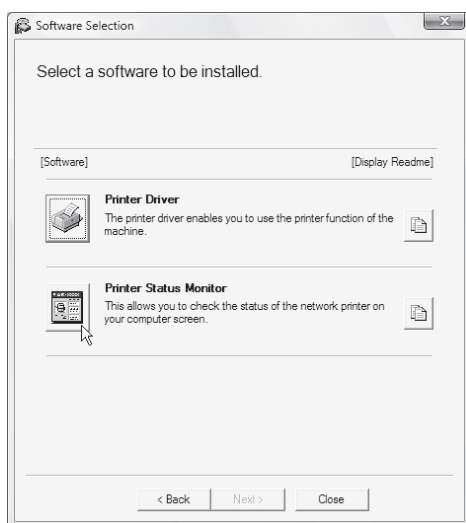 Software Selection
Select a software to be installed.
[Software] [Display Readme]
Printer Driver
The printer driver enables you to use the printer function of the
machine.
Printer Status Monitor
This allows you to check the status of the network printer on
your computer screen.
< Back Next > Close